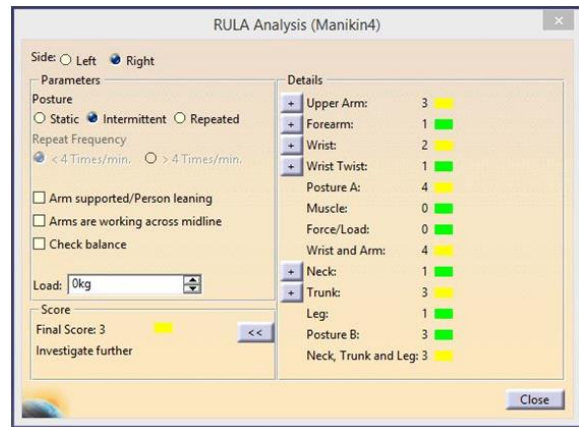 RULA Analysis (Manikin4)
Side: Left Right
Parameters
Posture
Static Intermittent Repeated
Repeat Frequency
< 4 Times/min. > 4 Times/min.
Arm supported/Person leaning
Arms are working across midline
Check balance
Load: 0kg
Score
Final Score: 3
<<
Investigate further
Details
+ Upper Arm: 3
+ Forearm: 1
+ Wrist: 2
+ Wrist Twist: 1
Posture A: 4
Muscle: 0
Force/Load: 0
Wrist and Arm: 4
+ Neck: 1
+ Trunk: 3
Leg: 1
Posture B: 3
Neck, Trunk and Leg: 3
Close